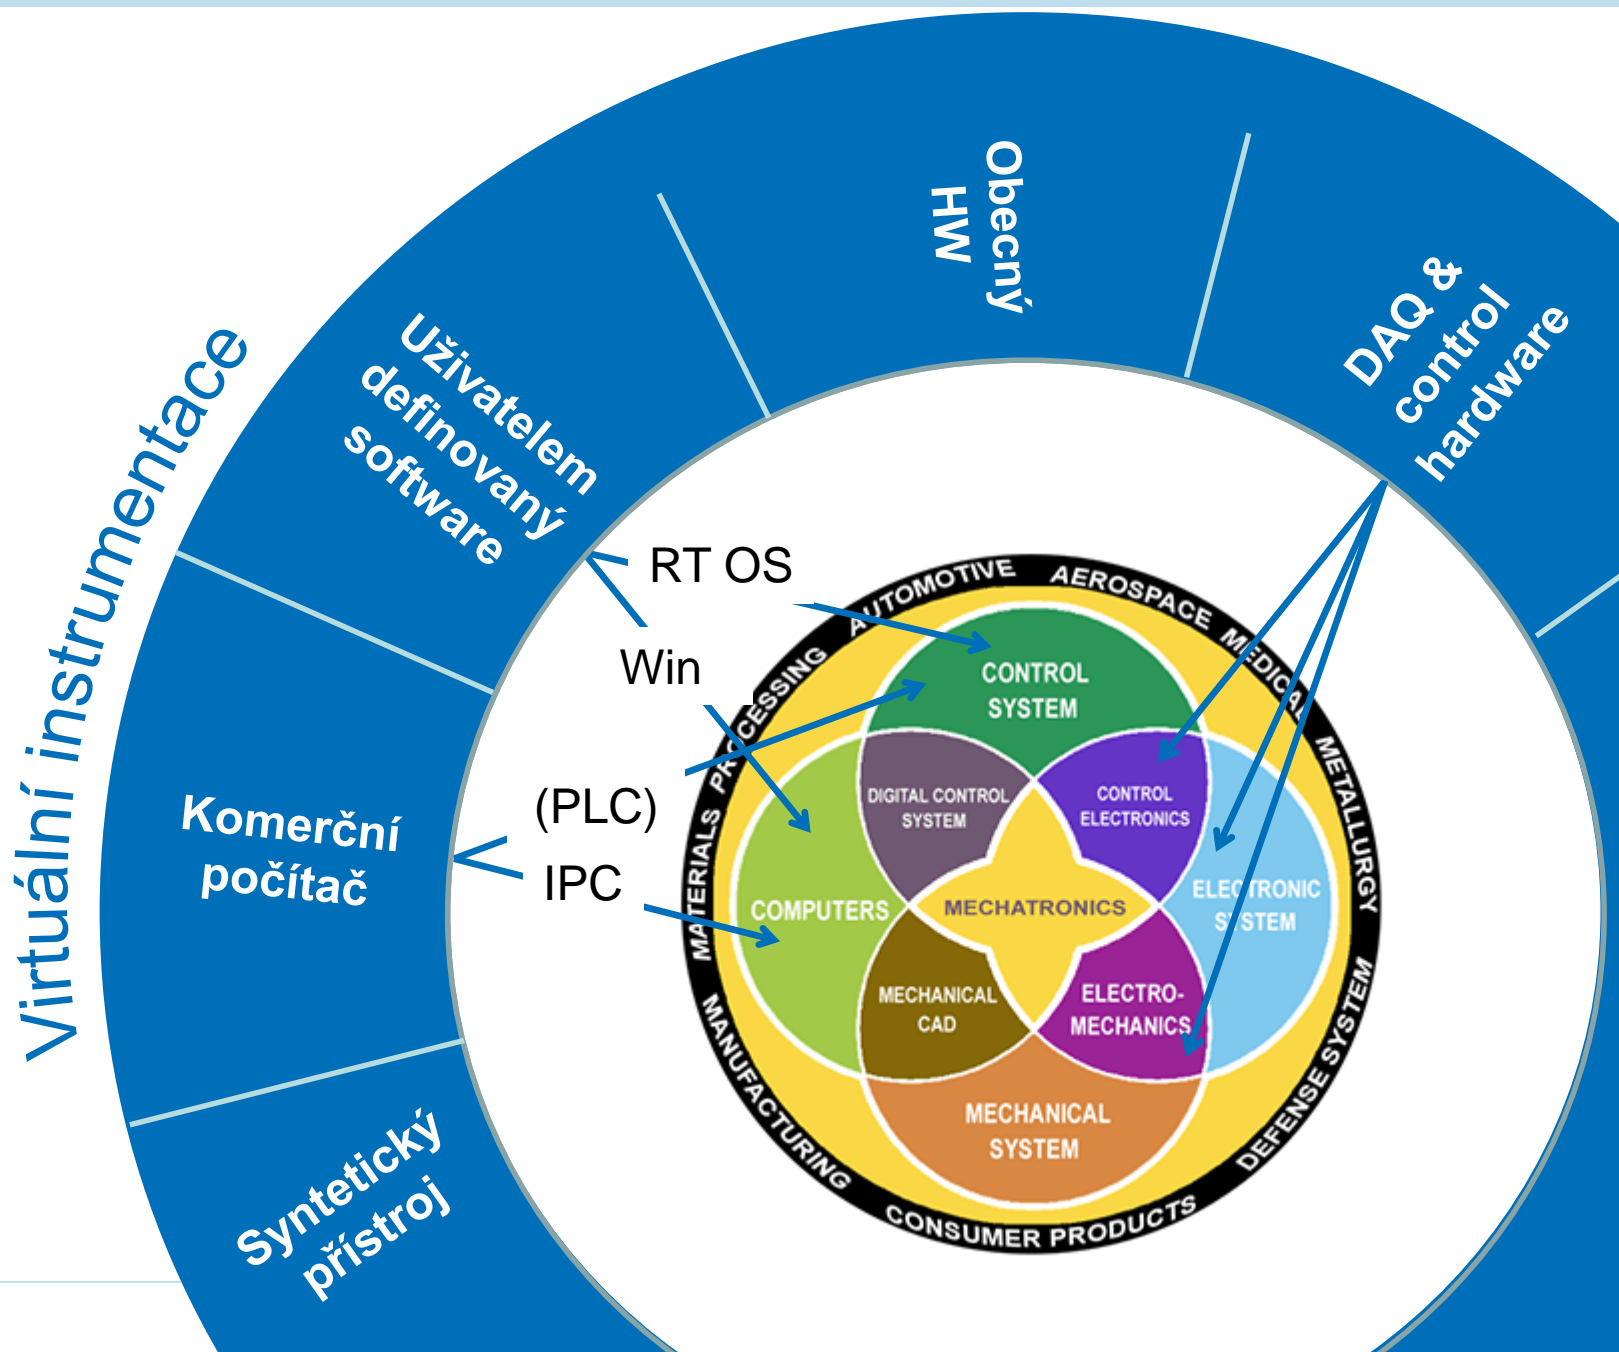 Virtuální instrumentace
Obecný
HW
DAQ &
control
hardware
Uživatelem
definovaný
software
Komerční
počítač
Syntetický
přístroj
RT OS
Win
(PLC)
IPC
AUTOMOTIVE
AEROSPACE
MEDICAL
METALLURGY
DEFENSE SYSTEM
CONSUMER PRODUCTS
MANUFACTURING
MATERIALS PROCESSING
CONTROL
SYSTEM
DIGITAL CONTROL
SYSTEM
CONTROL
ELECTRONICS
COMPUTERS
MECHATRONICS
ELECTRONIC
SYSTEM
MECHANICAL
CAD
ELECTRO-
MECHANICS
MECHANICAL
SYSTEM